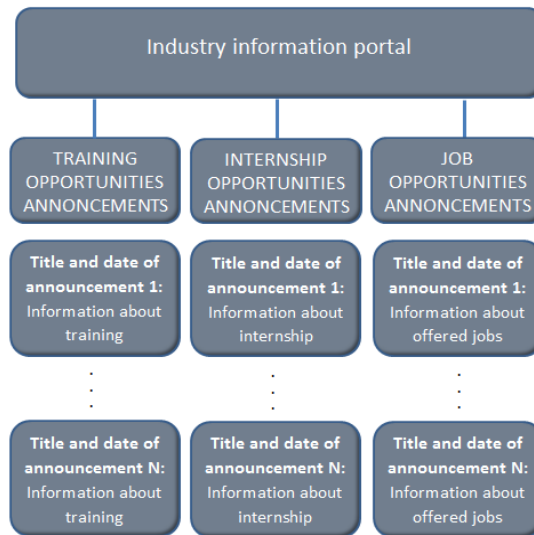 Industry information portal
TRAINING
OPPORTUNITIES
ANNONCEMENTS
INTERNSHIP
OPPORTUNITIES
ANNONCEMENTS
JOB
OPPORTUNITIES
ANNONCEMENTS
Title and date of
announcement 1:
Information about
training
Title and date of
announcement 1:
Information about
internship
Title and date of
announcement 1:
Information about
offered jobs
Title and date of
announcement N:
Information about
training
Title and date of
announcement N:
Information about
internship
Title and date of
announcement N:
Information about
offered jobs